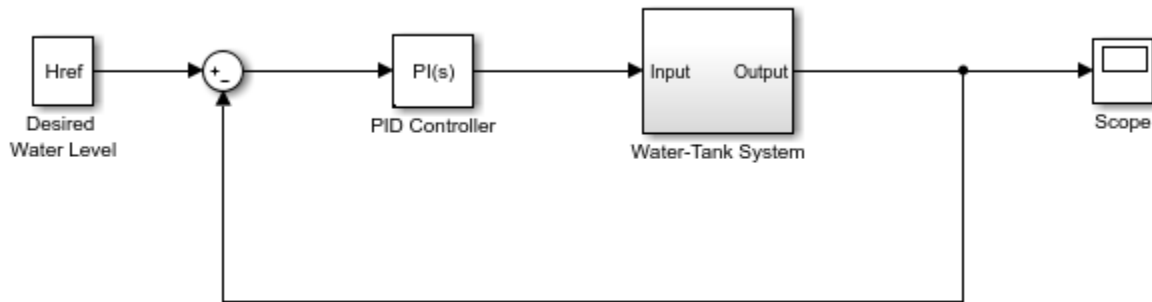 Href
+
-
PI(s)
Input
Output
Desired
Water Level
PID Controller
Water-Tank System
Scope